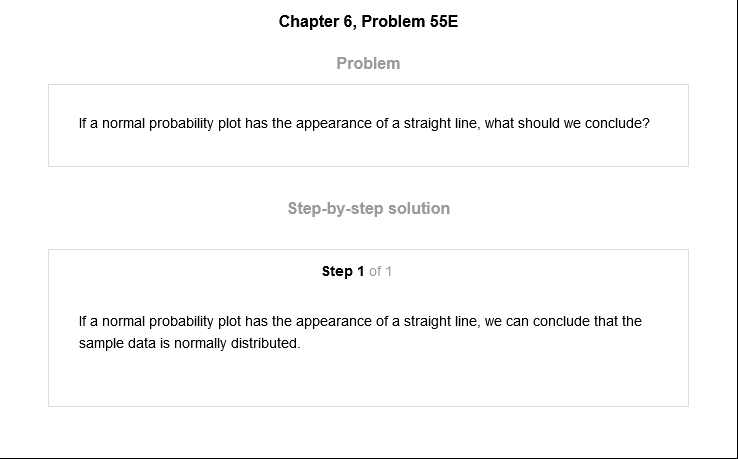 Chapter 6, Problem 55E
Problem
If a normal probability plot has the appearance of a straight line, what should we conclude?
Step-by-step solution
Step 1 of 1
If a normal probability plot has the appearance of a straight line, we can conclude that the
sample data is normally distributed.